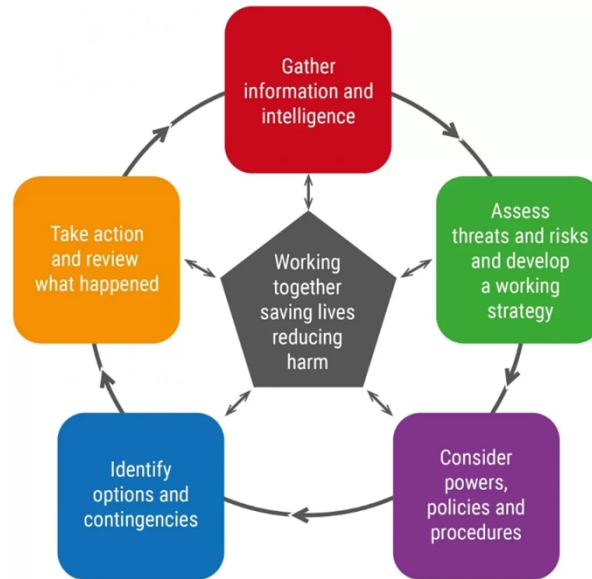 Gather
information and
intelligence
Assess
threats and risks
and develop
a working
strategy
Consider
powers,
policies and
procedures
Identify
options and
contingencies
Take action
and review
what happened
Working
together
saving lives
reducing
harm